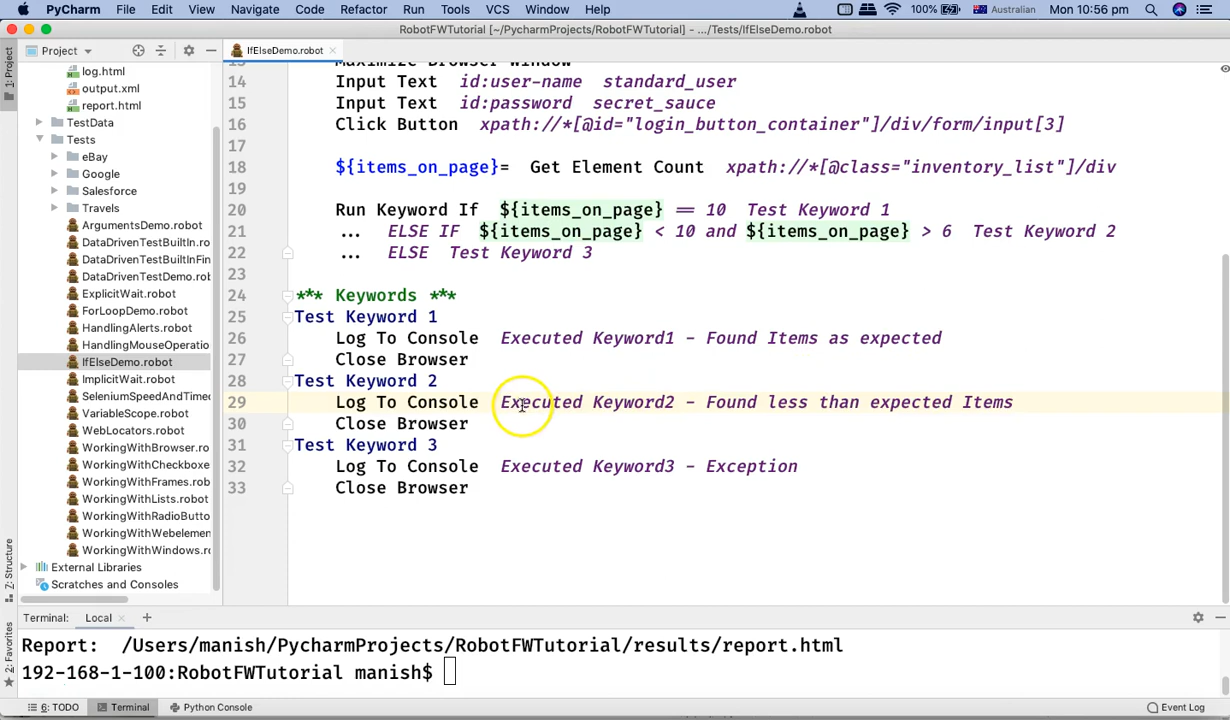 PyCharm File Edit View Navigate Code Refactor Run Tools VCS Window Help 100% Australian Mon 10:56 pm
RobotFWTutorial [~/PycharmProjects/RobotFWTutorial] - .../Tests/IfElseDemo.robot
Project
IfElseDemo.robot
1: Project
log.html
output.xml
report.html
TestData
Tests
eBay
Google
Salesforce
Travels
ArgumentsDemo.robot
DataDrivenTestBuiltIn.ro
DataDrivenTestBuiltInFin
DataDrivenTestDemo.rob
ExplicitWait.robot
ForLoopDemo.robot
HandlingAlerts.robot
HandlingMouseOperatio
IfElseDemo.robot
ImplicitWait.robot
SeleniumSpeedAndTimeo
VariableScope.robot
WebLocators.robot
WorkingWithBrowser.ro
WorkingWithCheckboxe
WorkingWithFrames.rob
WorkingWithLists.robot
WorkingWithRadioButto
WorkingWithWebelemen
WorkingWithWindows.ro
External Libraries
Scratches and Consoles
Z: Structure
2: Favorites
13 Maximize Browser Window
14 Input Text id:user-name standard_user
15 Input Text id:password secret_sauce
16 Click Button xpath://*[@id="login_button_container"]/div/form/input[3]
17
18 ${items_on_page}= Get Element Count xpath://*[@class="inventory_list"]/div
19
20 Run Keyword If ${items_on_page} == 10 Test Keyword 1
21 ... ELSE IF ${items_on_page} < 10 and ${items_on_page} > 6 Test Keyword 2
22 ... ELSE Test Keyword 3
23
24 *** Keywords ***
25 Test Keyword 1
26 Log To Console Executed Keyword1 - Found Items as expected
27 Close Browser
28 Test Keyword 2
29 Log To Console Executed Keyword2 - Found less than expected Items
30 Close Browser
31 Test Keyword 3
32 Log To Console Executed Keyword3 - Exception
33 Close Browser
Terminal: Local
Report: /Users/manish/PycharmProjects/RobotFWTutorial/results/report.html
192-168-1-100:RobotFWTutorial manish$
6: TODO Terminal Python Console Event Log